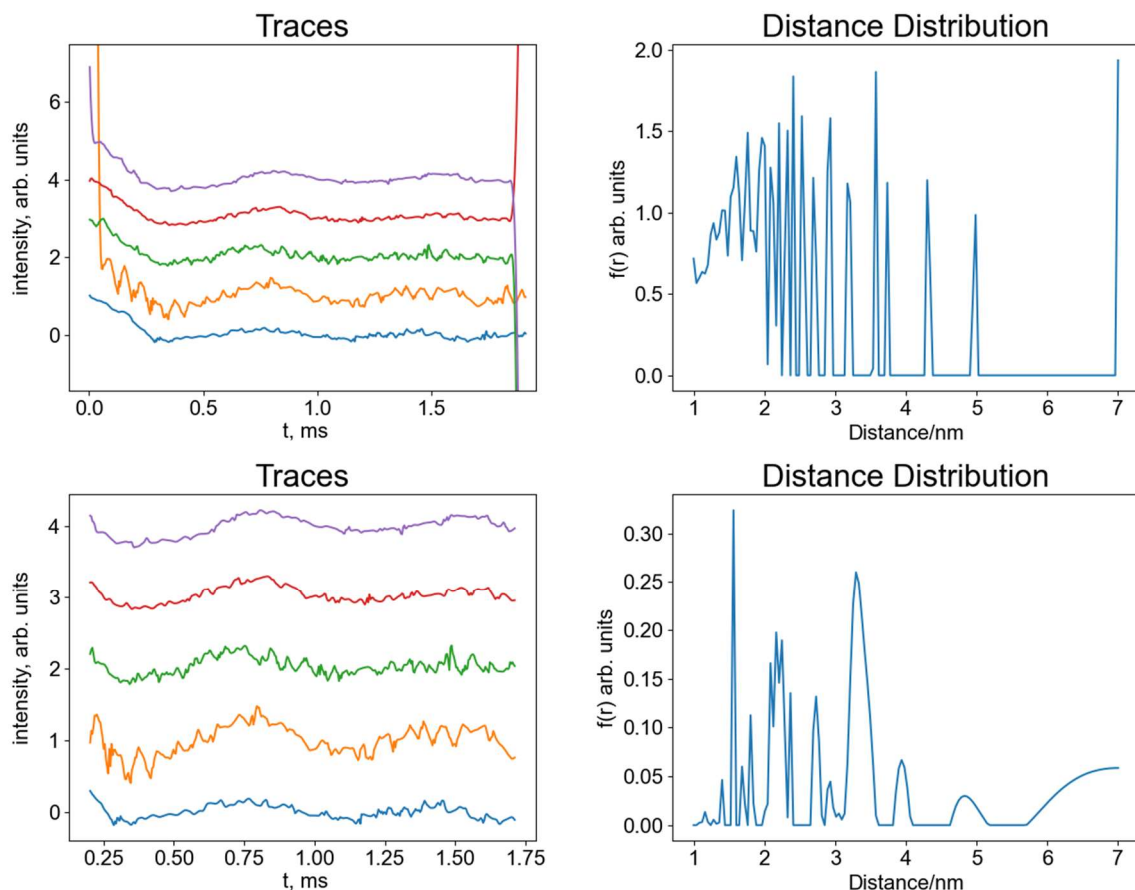 Traces
Distance Distribution
intensity, arb. units
6
4
2
0
0.0 0.5 1.0 1.5
t, ms
f(r) arb. units
2.0
1.5
1.0
0.5
0.0
1 2 3 4 5 6 7
Distance/nm
Traces
Distance Distribution
intensity, arb. units
4
3
2
1
0
0.25 0.50 0.75 1.00 1.25 1.50 1.75
t, ms
f(r) arb. units
0.30
0.25
0.20
0.15
0.10
0.05
0.00
1 2 3 4 5 6 7
Distance/nm